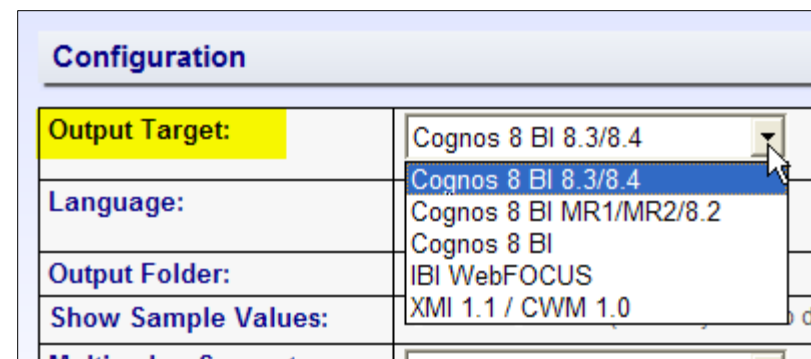 Configuration
Output Target:
Cognos 8 BI 8.3/8.4
Cognos 8 BI 8.3/8.4
Language:
Cognos 8 BI MR1/MR2/8.2
Cognos 8 BI
Output Folder:
IBI WebFOCUS
Show Sample Values:
XMI 1.1 / CWM 1.0